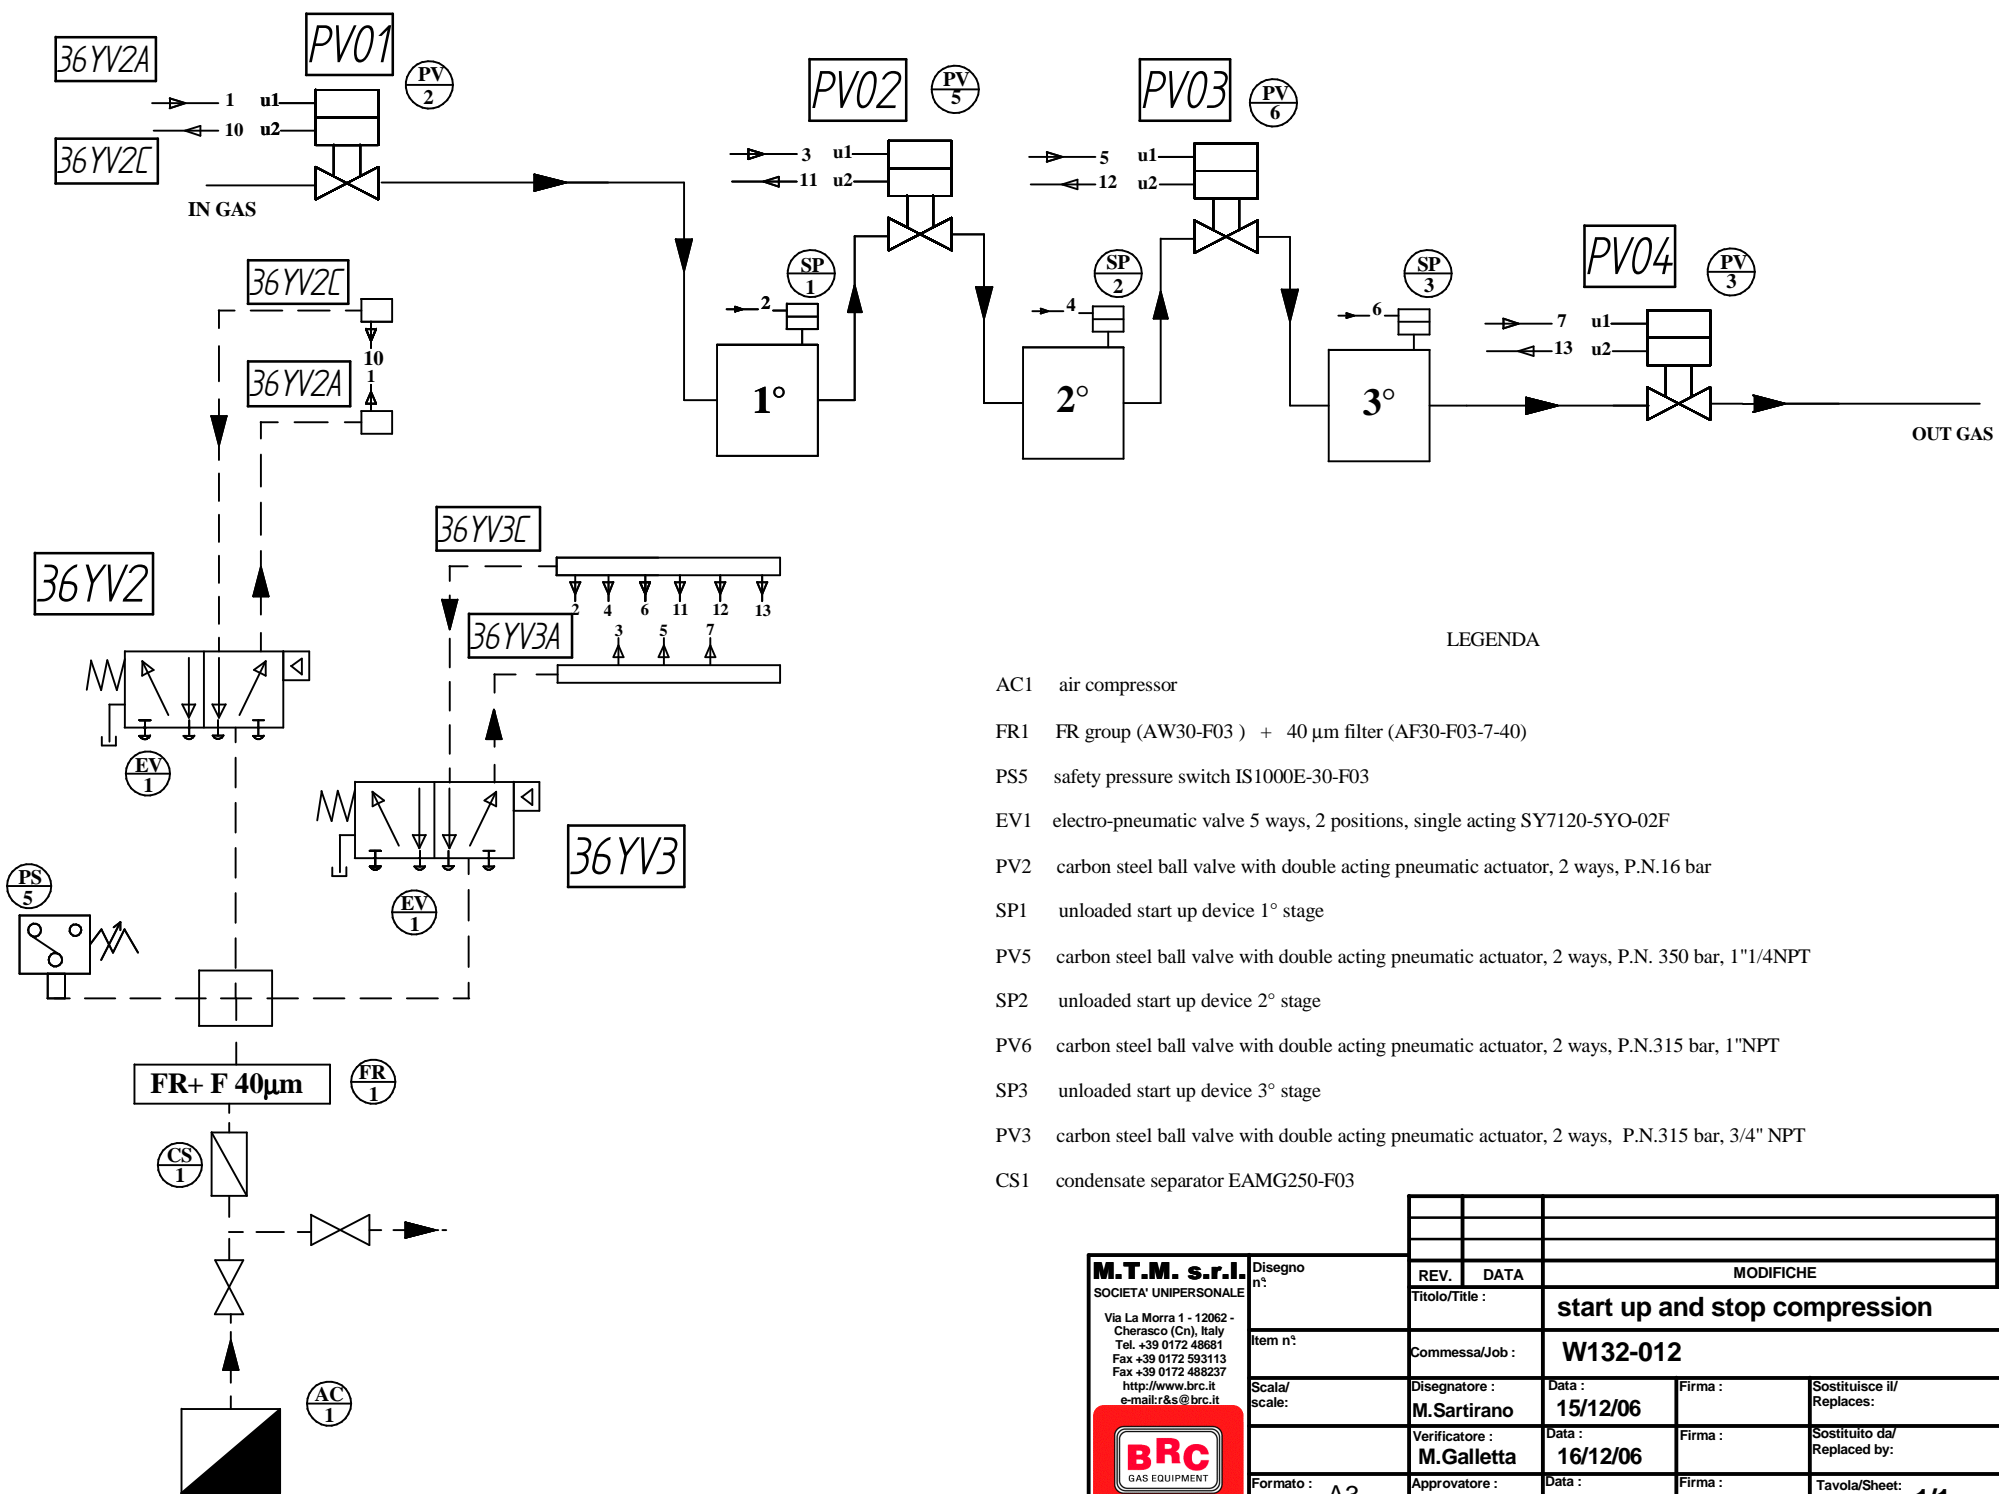 36YV2A
PV01
PV
2
1 u1
10 u2
36YV2C
IN GAS
PV02
PV
5
3 u1
11 u2
PV03
PV
6
5 u1
12 u2
PV04
PV
3
7 u1
13 u2
SP
1
2
1°
SP
2
4
2°
SP
3
6
3°
OUT GAS
36YV2C
10
1
36YV2A
36YV2
EV
1
36YV3C
2 4 6 11 12 13
36YV3A
3 5 7
36YV3
EV
1
PS
5
FR+ F 40µm
FR
1
CS
1
AC
1
LEGENDA
AC1 air compressor
FR1 FR group (AW30-F03 ) + 40 µm filter (AF30-F03-7-40)
PS5 safety pressure switch IS1000E-30-F03
EV1 electro-pneumatic valve 5 ways, 2 positions, single acting SY7120-5YO-02F
PV2 carbon steel ball valve with double acting pneumatic actuator, 2 ways, P.N.16 bar
SP1 unloaded start up device 1° stage
PV5 carbon steel ball valve with double acting pneumatic actuator, 2 ways, P.N. 350 bar, 1"1/4NPT
SP2 unloaded start up device 2° stage
PV6 carbon steel ball valve with double acting pneumatic actuator, 2 ways, P.N.315 bar, 1"NPT
SP3 unloaded start up device 3° stage
PV3 carbon steel ball valve with double acting pneumatic actuator, 2 ways, P.N.315 bar, 3/4" NPT
CS1 condensate separator EAMG250-F03
REV. DATA MODIFICHE
M.T.M. s.r.l.
SOCIETA' UNIPERSONALE
Via La Morra 1 - 12062 -
Cherasco (Cn), Italy
Tel. +39 0172 48681
Fax +39 0172 593113
Fax +39 0172 488237
http://www.brc.it
e-mail:r&s@brc.it
BRC
GAS EQUIPMENT
Disegno
n°:
Titolo/Title :
start up and stop compression
Item n°:
Commessa/Job :
W132-012
Scala/
scale:
Disegnatore :
M.Sartirano
Data :
15/12/06
Firma :
Sostituisce il/
Replaces:
Verificatore :
M.Galletta
Data :
16/12/06
Firma :
Sostituito da/
Replaced by:
Formato :
A3
Approvatore :
Data :
Firma :
Tavola/Sheet:
1/1